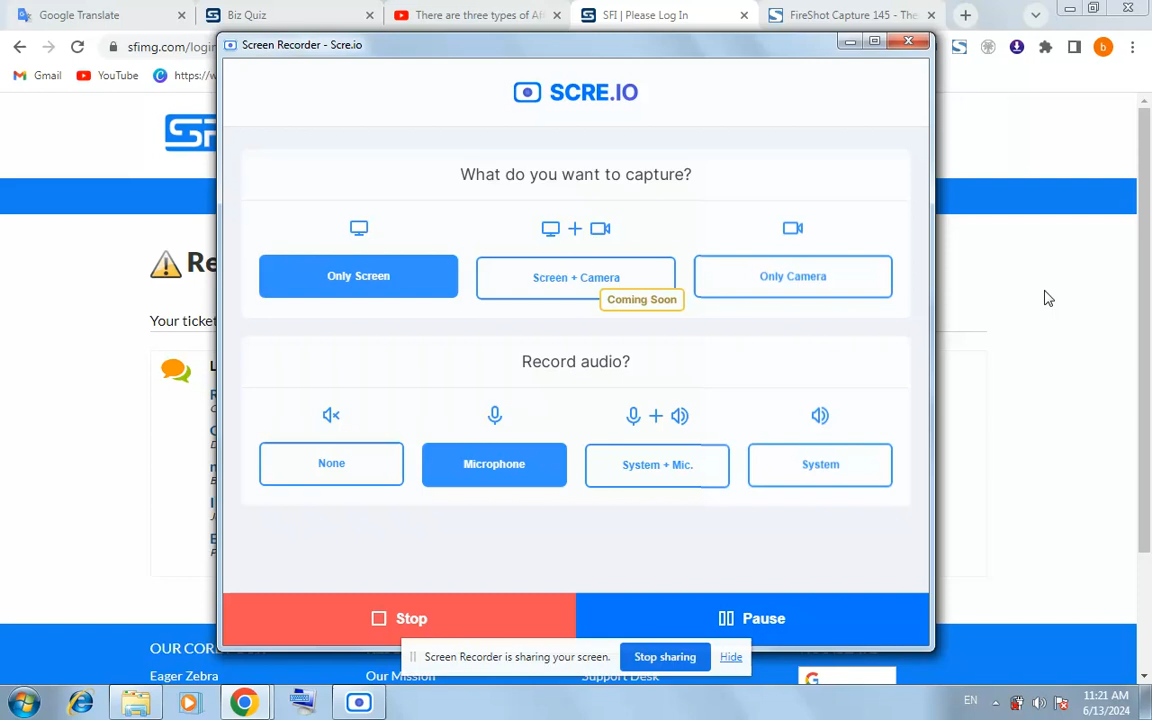 Google Translate
Biz Quiz
There are three types of Aff
SFI | Please Log In
FireShot Capture 145 - The
sfimg.com/login
Gmail
YouTube
https://w
Screen Recorder - Scre.io
SCRE.IO
What do you want to capture?
Only Screen
Screen + Camera
Only Camera
Coming Soon
Record audio?
None
Microphone
System + Mic.
System
Stop
Pause
Screen Recorder is sharing your screen.
Stop sharing
Hide
SFI
Re
Your ticket
OUR CO
Eager Zebra
Our Mission
Support Desk
EN
11:21 AM
6/13/2024